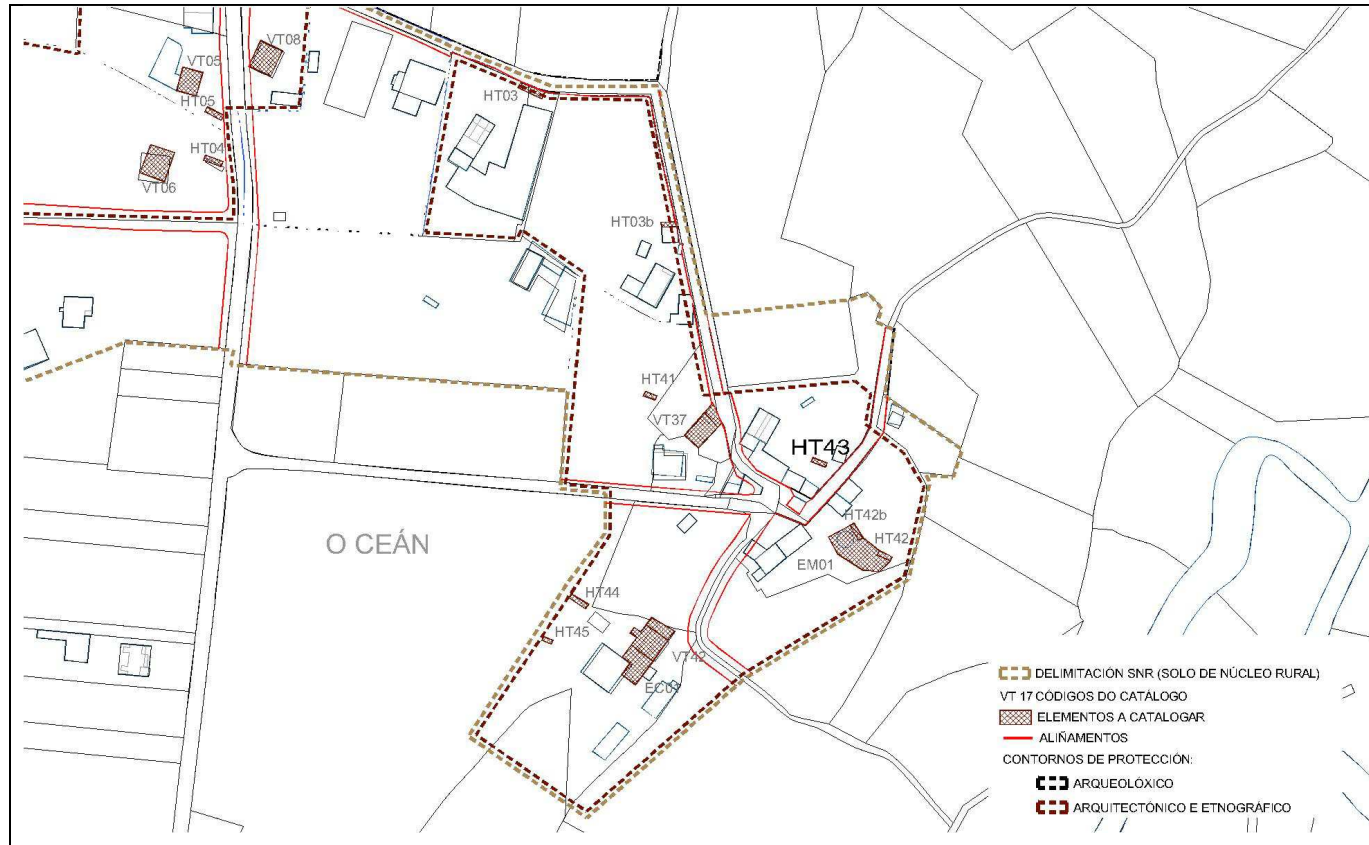 VT08
VT05
HT05
HT03
HT04
VT06
HT03b
HT41
VT37
HT43
HT42b
HT42
O CEÁN
EM01
HT44
HT45
VT42
DELIMITACIÓN SNR (SOLO DE NÚCLEO RURAL)
VT 17 CÓDIGOS DO CATÁLOGO
ELEMENTOS A CATALOGAR
ALIÑAMENTOS
CONTORNOS DE PROTECCIÓN:
ARQUEOLÓXICO
ARQUITECTÓNICO E ETNOGRÁFICO